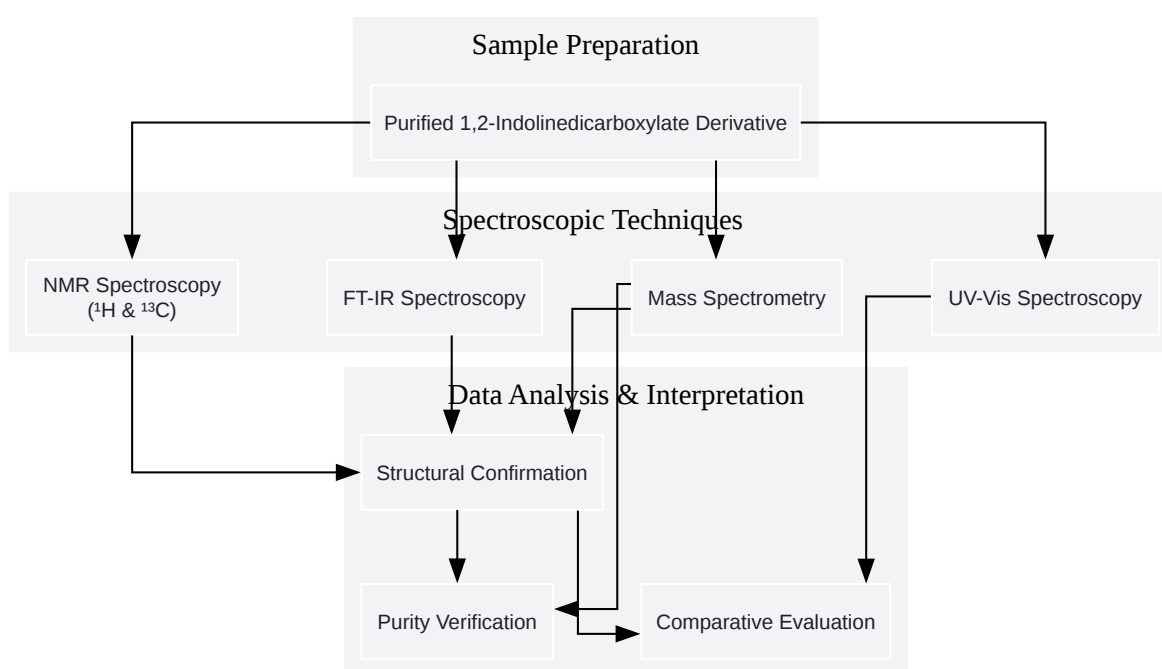 Sample Preparation
Purified 1,2-Indolinedicarboxylate Derivative
Spectroscopic Techniques
NMR Spectroscopy
(¹H & ¹³C)
FT-IR Spectroscopy
Mass Spectrometry
UV-Vis Spectroscopy
Data Analysis & Interpretation
Structural Confirmation
Purity Verification
Comparative Evaluation